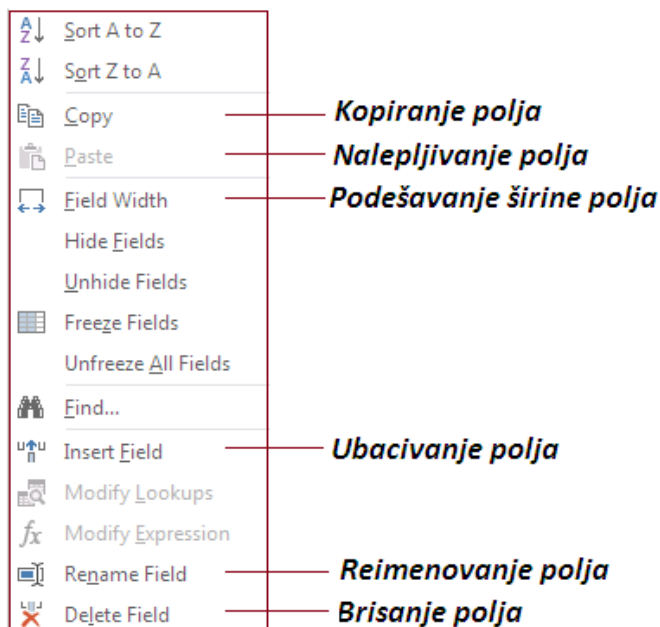 Sort A to Z
Sort Z to A
Copy Kopiranje polja
Paste Nalepljivanje polja
Field Width Podešavanje širine polja
Hide Fields
Unhide Fields
Freeze Fields
Unfreeze All Fields
Find...
Insert Field Ubacivanje polja
Modify Lookups
Modify Expression
Rename Field Reimenovanje polja
Delete Field Brisanje polja